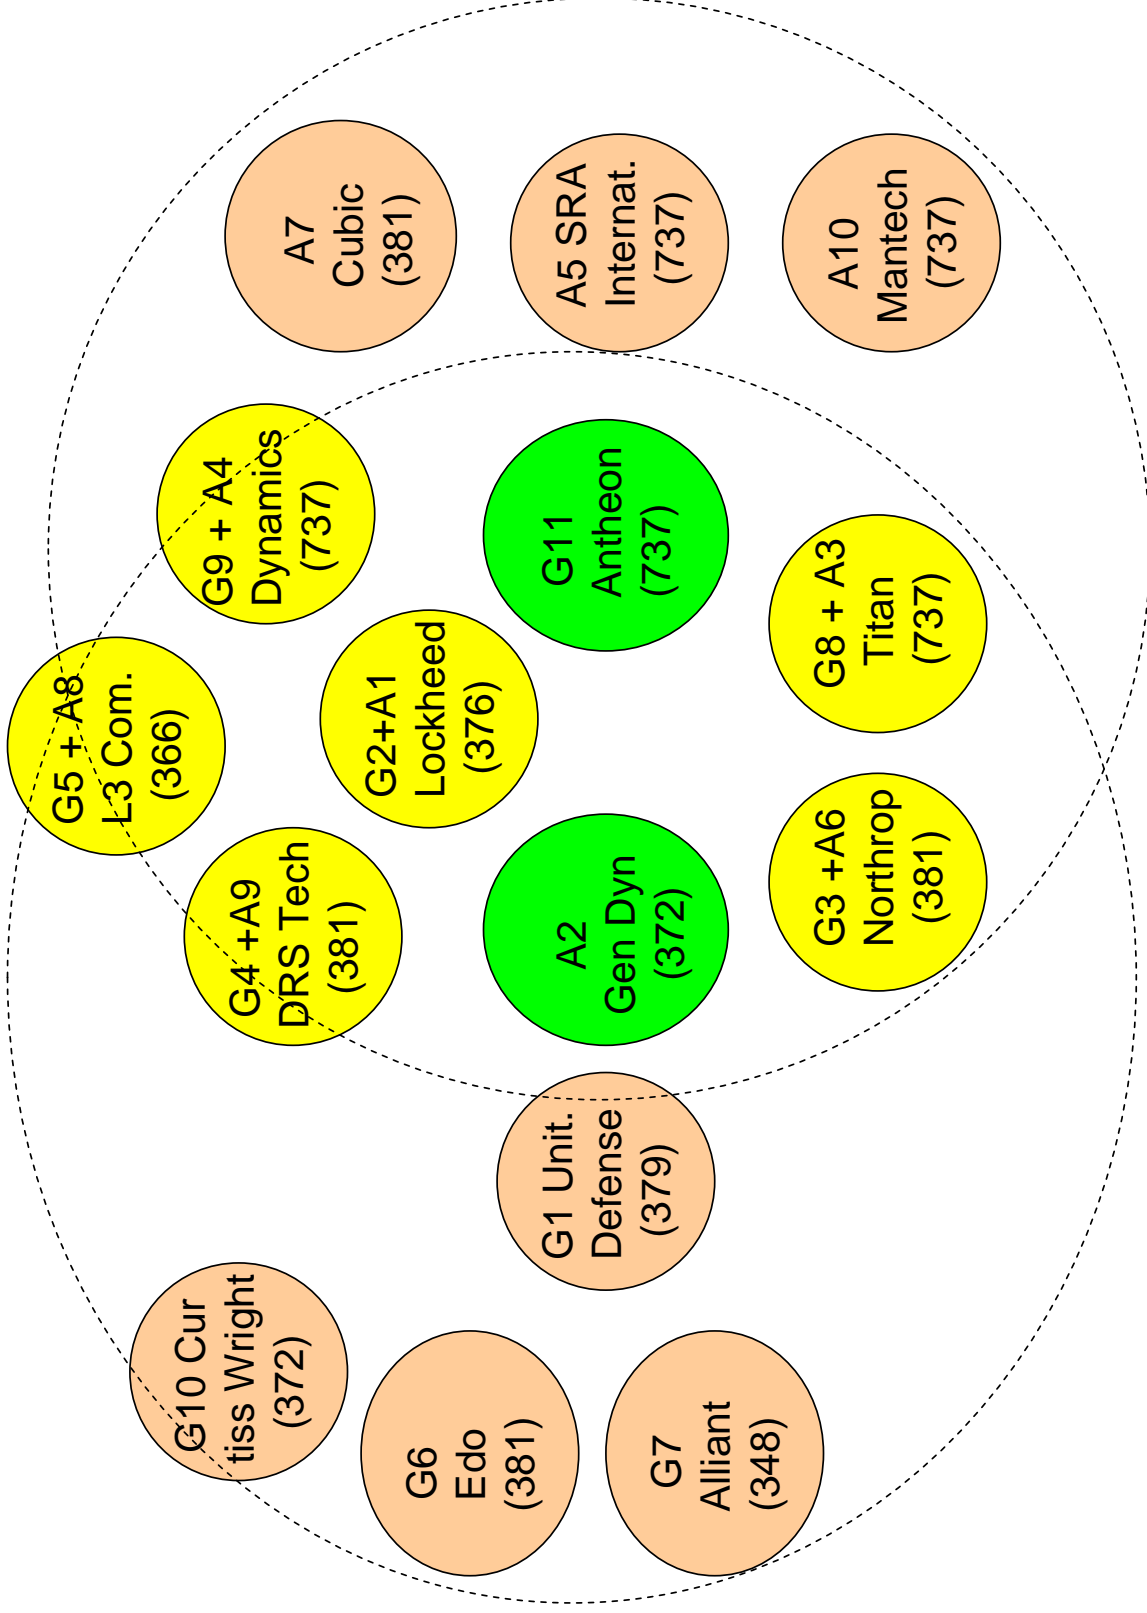 G5 + A8
L3 Com.
(366)
G10 Cur
tiss Wright
(372)
G4 +A9
DRS Tech
(381)
G9 + A4
Dynamics
(737)
A7
Cubic
(381)
G6
Edo
(381)
G2+A1
Lockheed
(376)
G1 Unit.
Defense
(379)
A2
Gen Dyn
(372)
G11
Antheon
(737)
A5 SRA
Internat.
(737)
G7
Alliant
(348)
G3 +A6
Northrop
(381)
G8 + A3
Titan
(737)
A10
Mantech
(737)